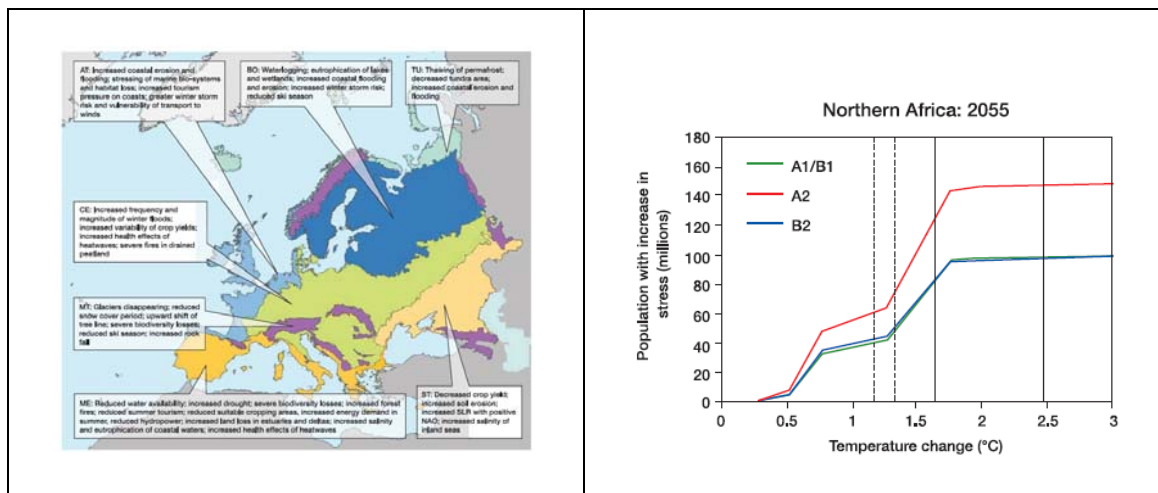 AT: Increased coastal erosion and
flooding; stressing of marine bio-systems
and habitat loss; increased tourism
pressure on coasts; greater winter storm
risk and vulnerability of transport to
winds
BO: Waterlogging; eutrophication of lakes
and wetlands; increased coastal flooding
and erosion; increased winter storm risk;
reduced ski season
TU: Thawing of permafrost;
decreased tundra area;
increased coastal erosion and
flooding
CE: Increased frequency and
magnitude of winter floods;
increased variability of crop yields;
increased health effects of
heatwaves; severe fires in drained
peatland
MT: Glaciers disappearing; reduced
snow cover period; upward shift of
tree line; severe biodiversity losses;
reduced ski season; increased rock
fall
ME: Reduced water availability; increased drought; severe biodiversity losses; increased forest
fires; reduced summer tourism; reduced suitable cropping areas, increased energy demand in
summer, reduced hydropower; increased land loss in estuaries and deltas; increased salinity
and eutrophication of coastal waters; increased health effects of heatwaves
ST: Decreased crop yield;
increased soil erosion;
increased SLR with positive
NAO; increased salinity of
inland seas
Northern Africa: 2055
Population with increase in
stress (millions)
180
160
140
120
100
80
60
40
20
0
A1/B1
A2
B2
0 0.5 1 1.5 2 2.5 3
Temperature change (°C)